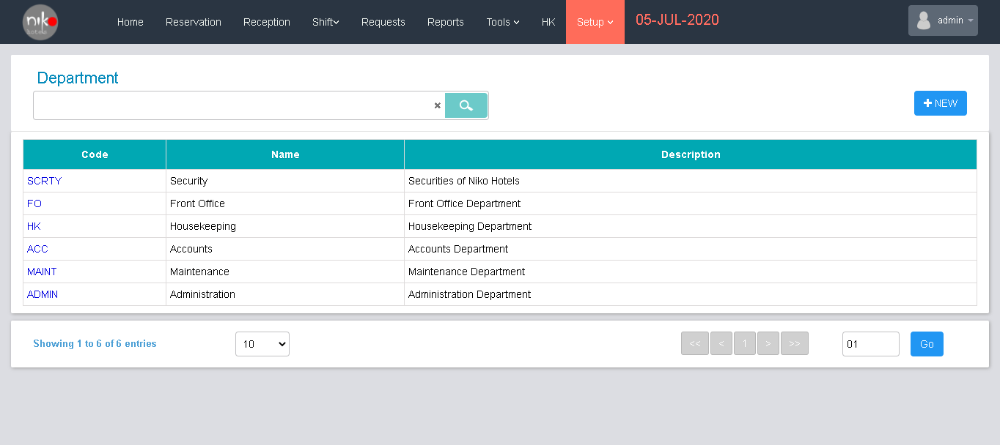 niko
hotels
Home Reservation Reception Shift Requests Reports Tools HK Setup 05-JUL-2020 admin
Department
NEW
Code Name Description
SCRTY Security Securities of Niko Hotels
FO Front Office Front Office Department
HK Housekeeping Housekeeping Department
ACC Accounts Accounts Department
MAINT Maintenance Maintenance Department
ADMIN Administration Administration Department
Showing 1 to 6 of 6 entries 10 << < 1 > >> 01 Go